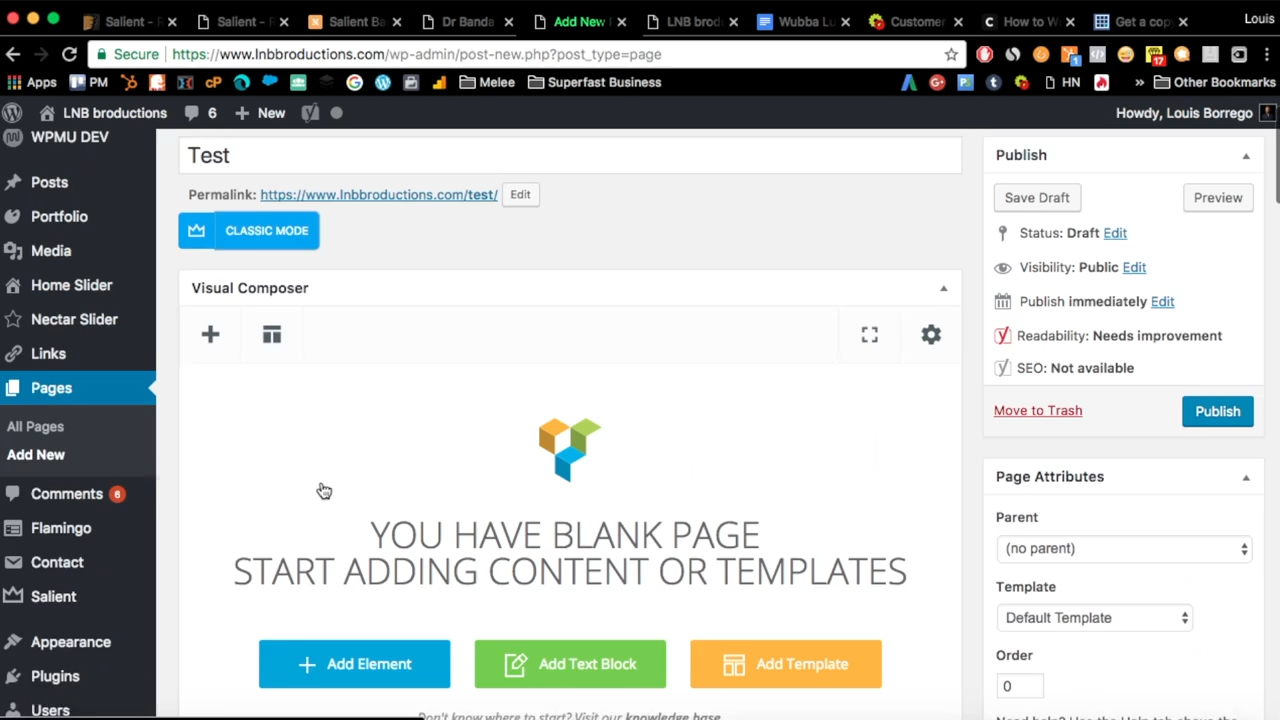 Salient - R
Salient - R
Salient Ba
Dr Banda
Add New P
LNB brod
Wubba Lu
Customer
How to W
Get a copy
Louis
Secure
https://www.lnbbroductions.com/wp-admin/post-new.php?post_type=page
1
17
Apps
PM
cP
Melee
Superfast Business
HN
»
Other Bookmarks
LNB broductions
6
New
Howdy, Louis Borrego
WPMU DEV
Posts
Portfolio
Media
Home Slider
Nectar Slider
Links
Pages
All Pages
Add New
Comments 6
Flamingo
Contact
Salient
Appearance
Plugins
Users
Test
Permalink: https://www.lnbbroductions.com/test/ Edit
CLASSIC MODE
Visual Composer
YOU HAVE BLANK PAGE
START ADDING CONTENT OR TEMPLATES
Add Element
Add Text Block
Add Template
Don't know where to start? Visit our knowledge base
Publish
Save Draft
Preview
Status: Draft Edit
Visibility: Public Edit
Publish immediately Edit
Readability: Needs improvement
SEO: Not available
Move to Trash
Publish
Page Attributes
Parent
(no parent)
Template
Default Template
Order
0
Need help? Use the Help tab above the